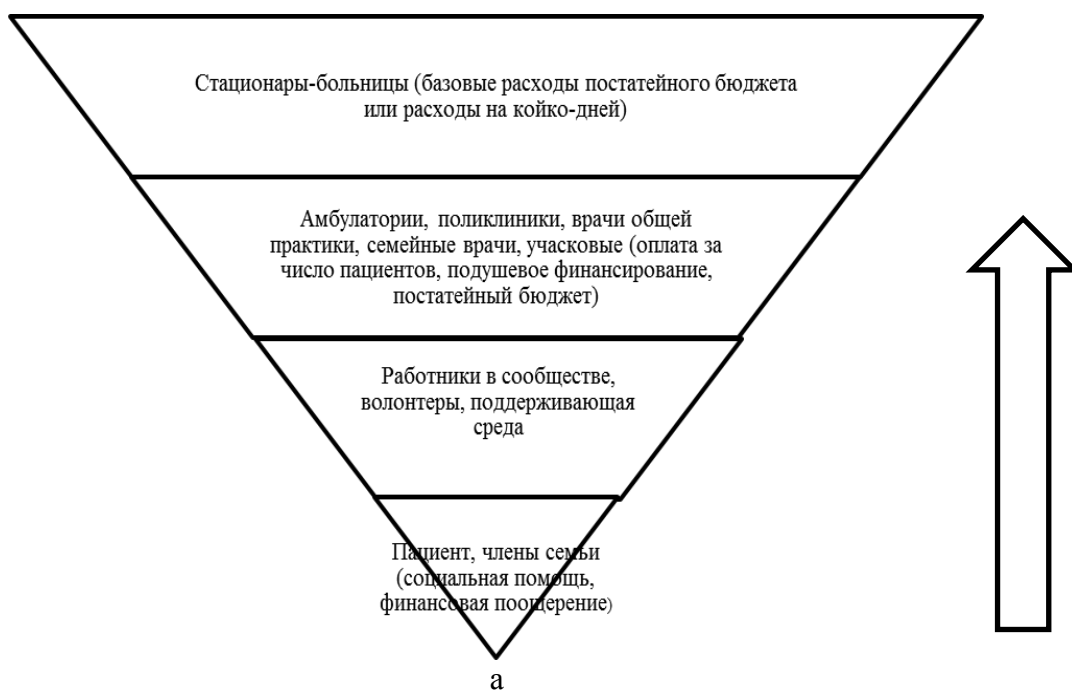 Стационары-больницы (базовые расходы постатейного бюджета
или расходы на койко-дней)
Амбулатории, поликлиники, врачи общей
практики, семейные врачи, учасковые (оплата за
число пациентов, подушевое финансирование,
постатейный бюджет)
Работники в сообществе,
волонтеры, поддерживающая
среда
Пациент, члены семьи
(социальная помощь,
финансовая поощерение)
а